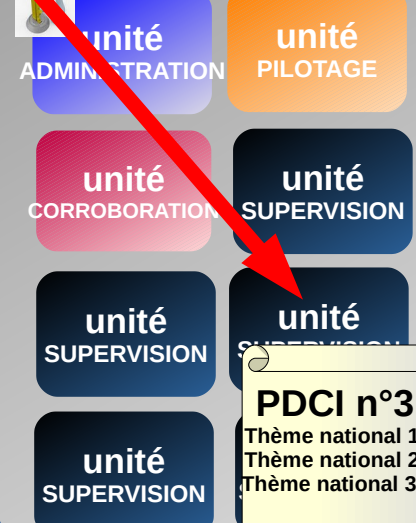 unité
ADMINISTRATION
unité
PILOTAGE
unité
CORROBORATION
unité
SUPERVISION
unité
SUPERVISION
unité
SUPERVISION
unité
SUPERVISION
PDCI n°3
Thème national 1
Thème national 2
Thème national 3